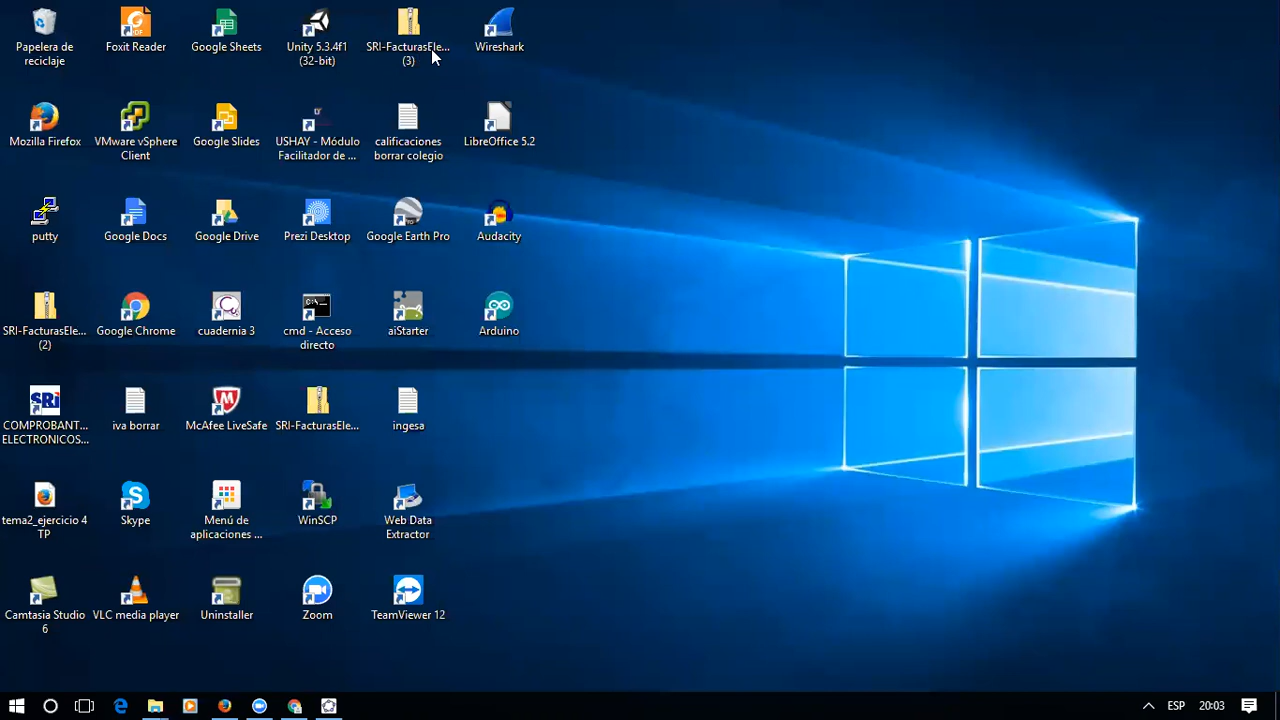 Papelera de
reciclaje
Foxit Reader
Google Sheets
Unity 5.3.4f1
(32-bit)
SRI-FacturasEle...
(3)
Wireshark
Mozilla Firefox
VMware vSphere
Client
Google Slides
USHAY - Módulo
Facilitador de ...
calificaciones
borrar colegio
LibreOffice 5.2
putty
Google Docs
Google Drive
Prezi Desktop
Google Earth Pro
Audacity
SRI-FacturasEle...
(2)
Google Chrome
cuadernia 3
cmd - Acceso
directo
aiStarter
Arduino
SRi
COMPROBANT...
ELECTRONICOS...
iva borrar
McAfee LiveSafe
SRI-FacturasEle...
ingesa
tema2_ejercicio 4
TP
Skype
Menú de
aplicaciones ...
WinSCP
Web Data
Extractor
Camtasia Studio
6
VLC media player
Uninstaller
Zoom
TeamViewer 12
ESP
20:03